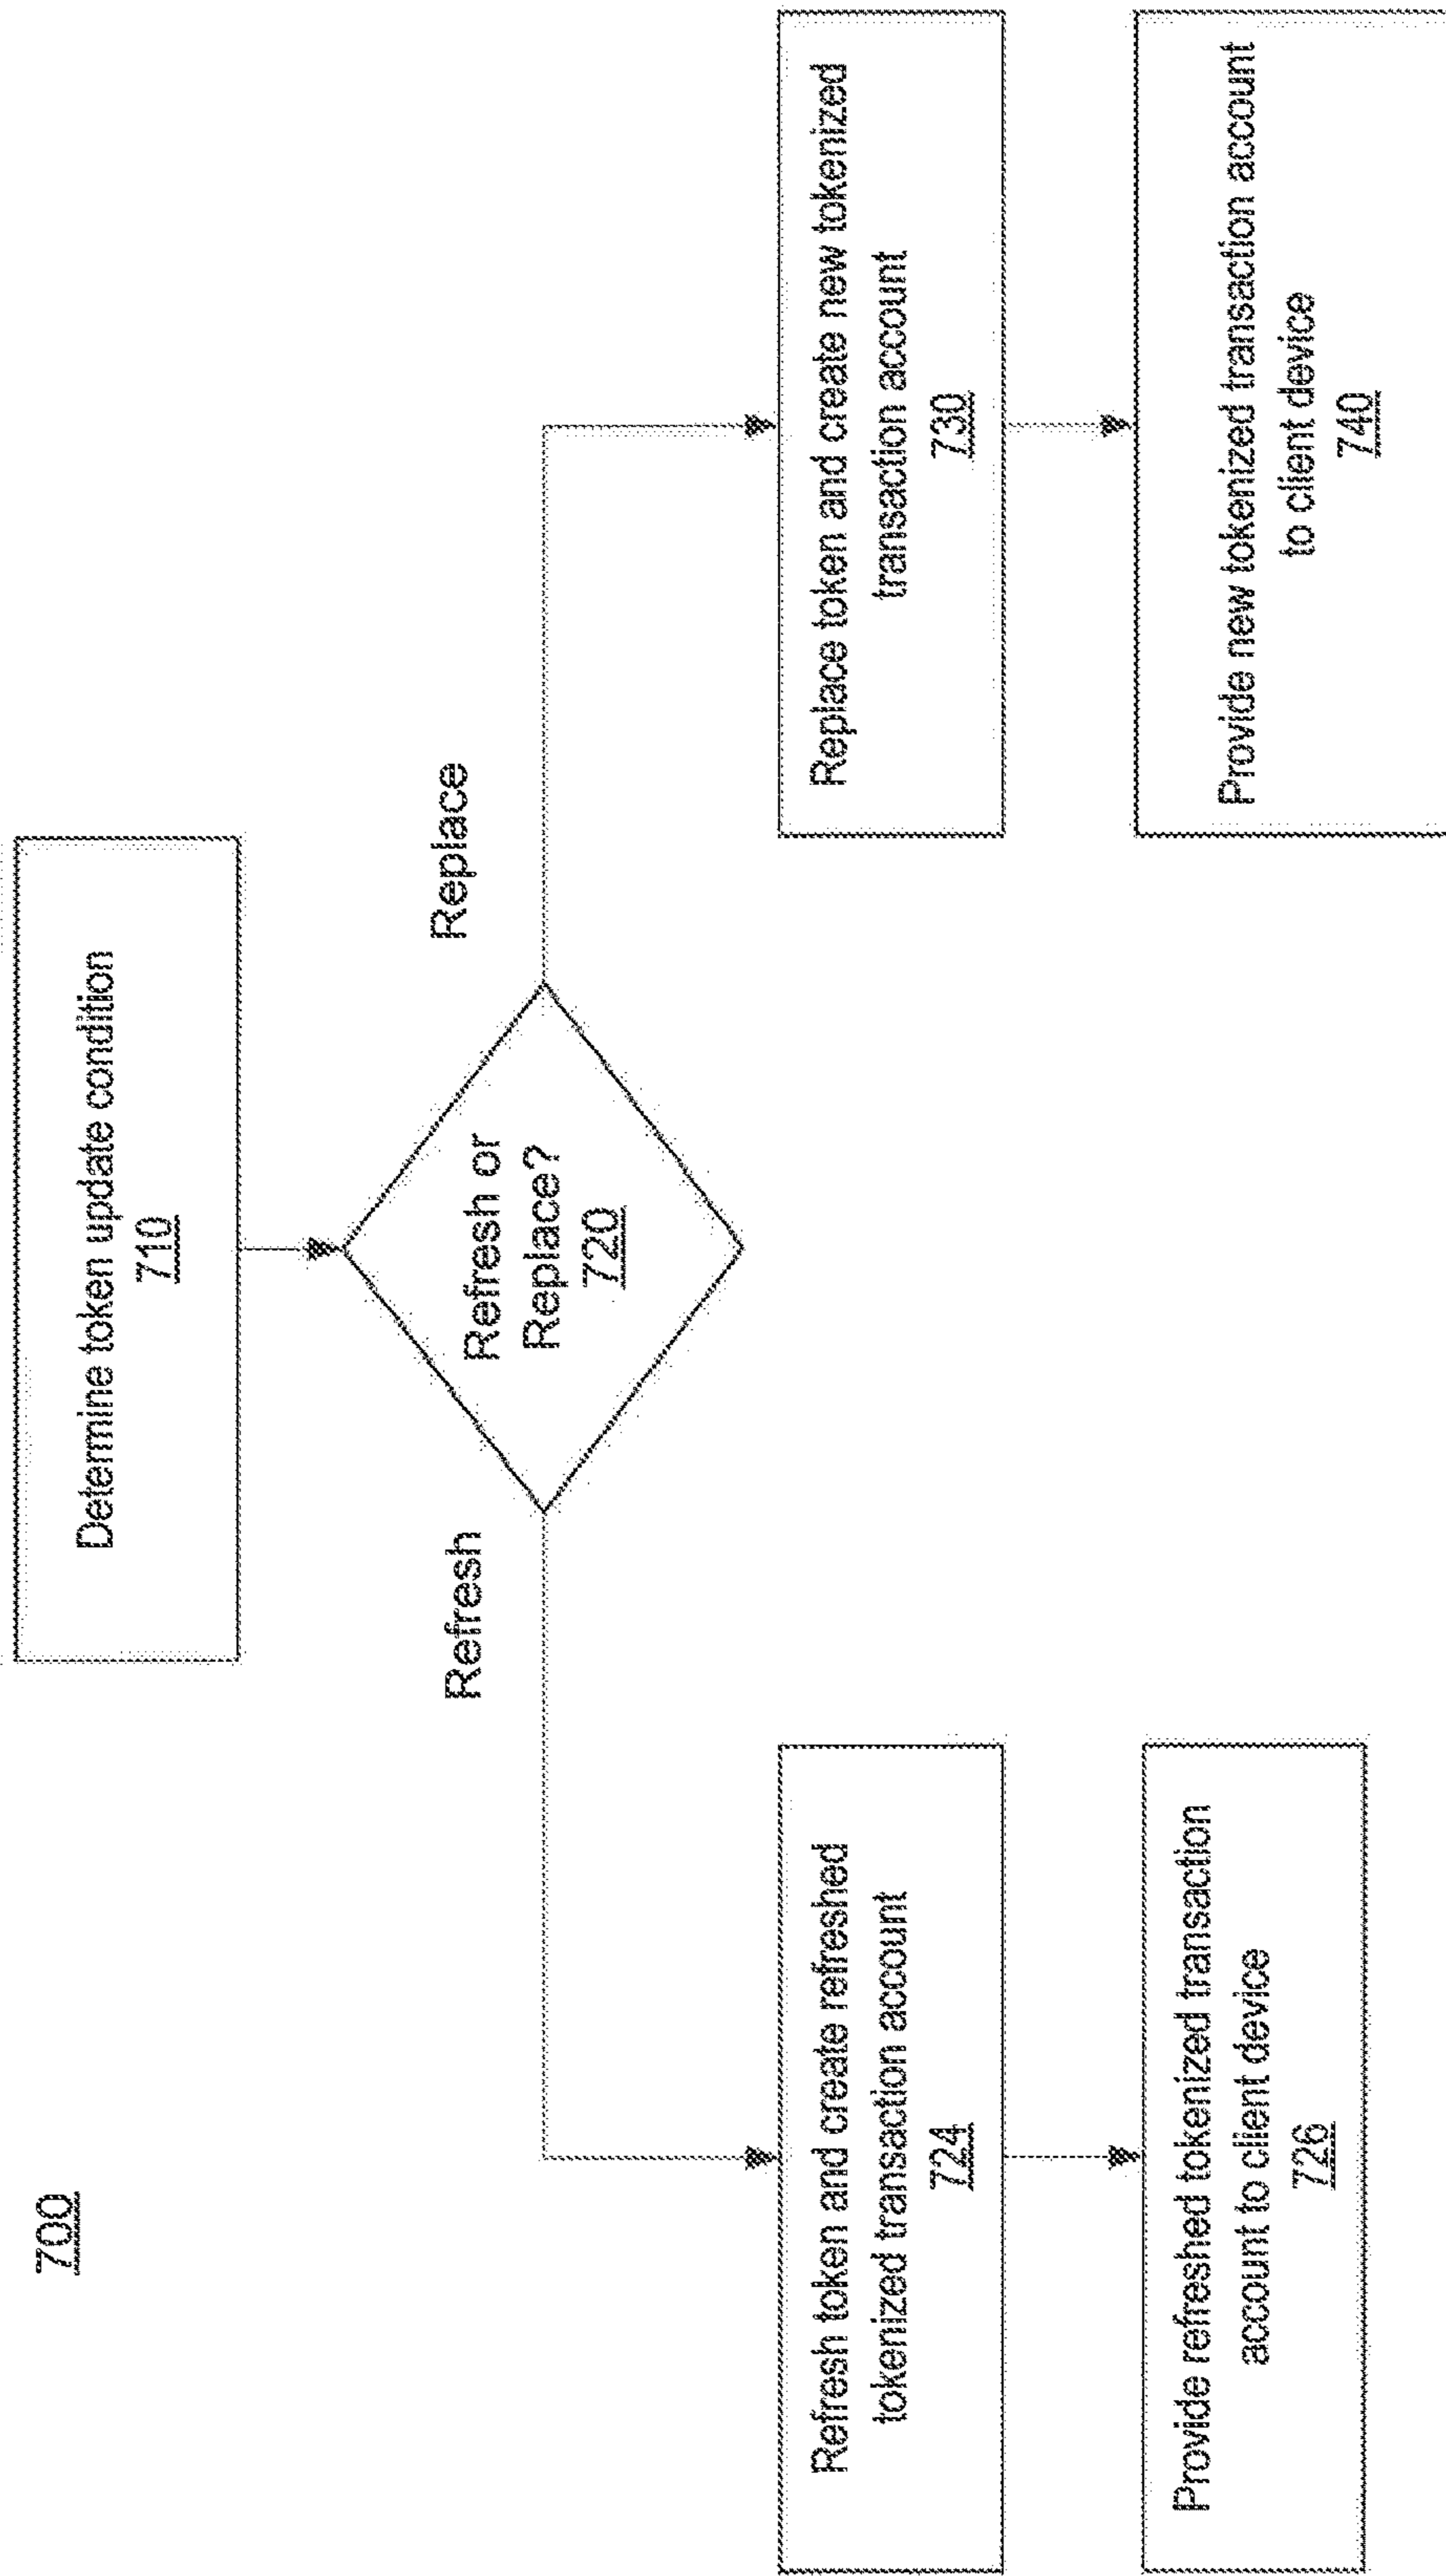 700
Determine token update condition
710
Refresh or
Replace?
720
Refresh
Replace
Refresh token and create refreshed
tokenized transaction account
724
Provide refreshed tokenized transaction
account to client device
726
Replace token and create new tokenized
transaction account
730
Provide new tokenized transaction account
to client device
740